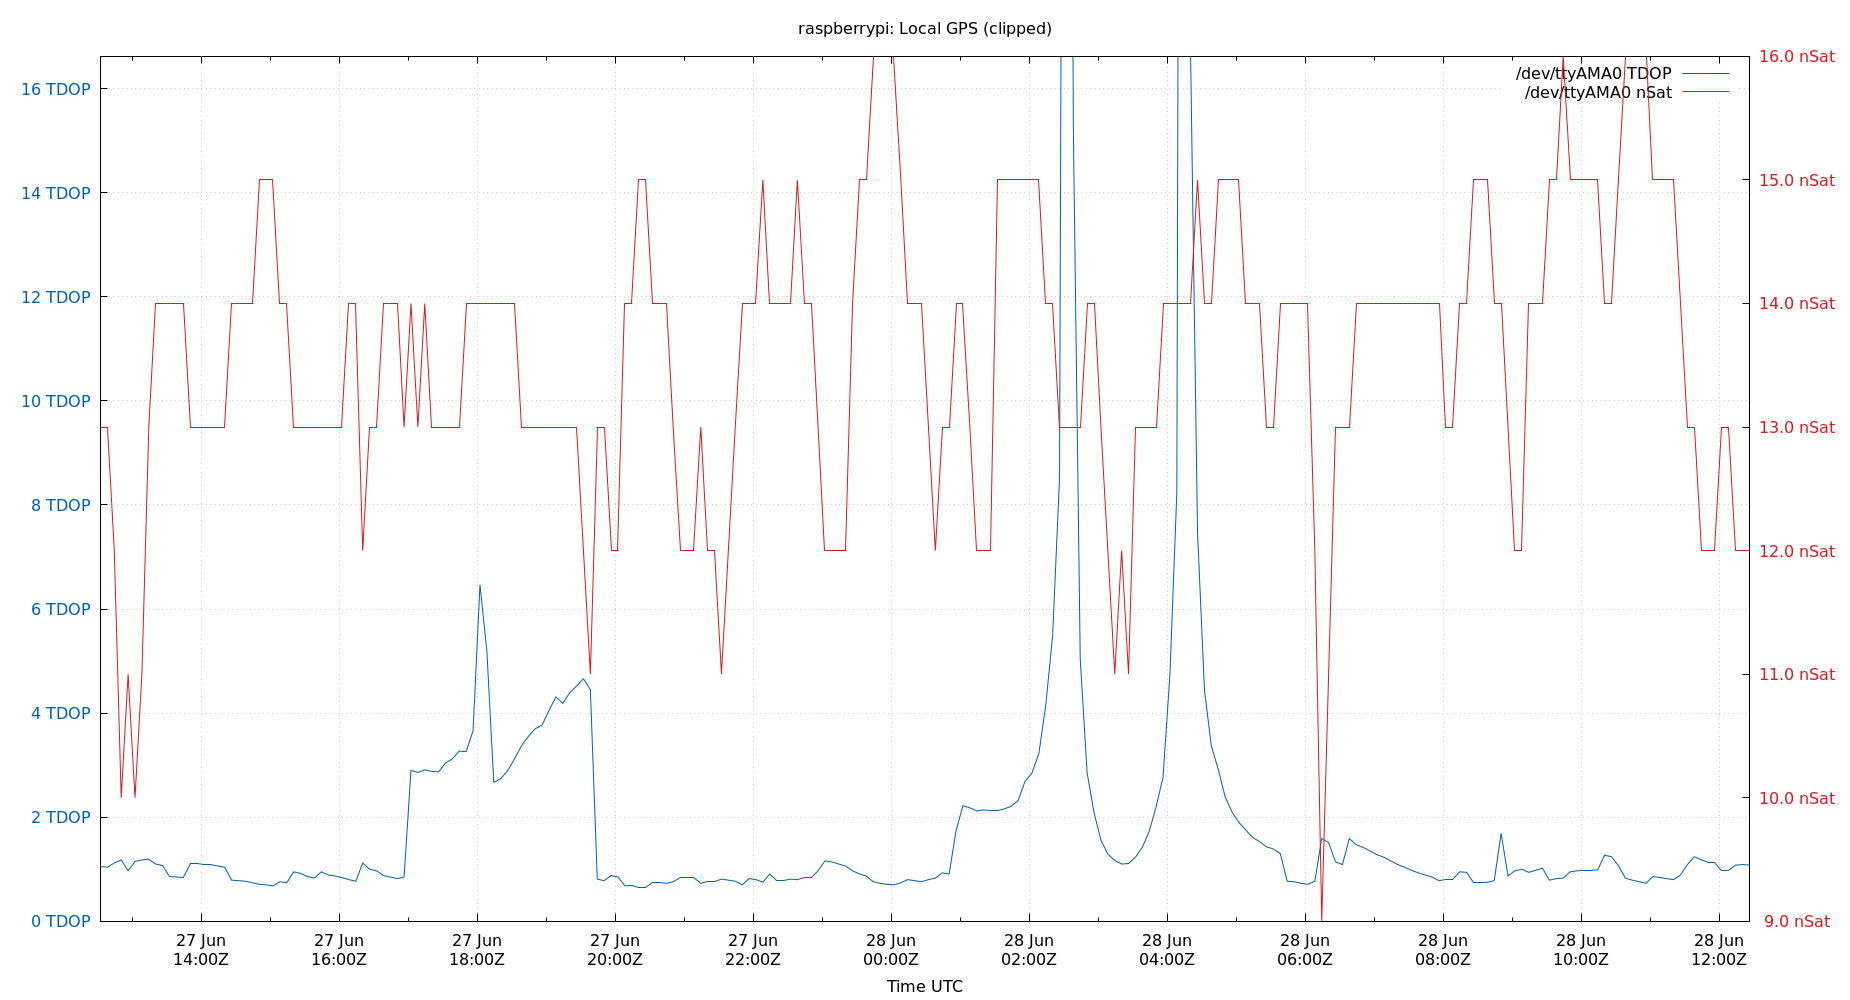 raspberrypi: Local GPS (clipped)
/dev/ttyAMA0 TDOP
/dev/ttyAMA0 nSat
16 TDOP
14 TDOP
12 TDOP
10 TDOP
8 TDOP
6 TDOP
4 TDOP
2 TDOP
0 TDOP
16.0 nSat
15.0 nSat
14.0 nSat
13.0 nSat
12.0 nSat
11.0 nSat
10.0 nSat
9.0 nSat
27 Jun
14:00Z
27 Jun
16:00Z
27 Jun
18:00Z
27 Jun
20:00Z
27 Jun
22:00Z
28 Jun
00:00Z
28 Jun
02:00Z
28 Jun
04:00Z
28 Jun
06:00Z
28 Jun
08:00Z
28 Jun
10:00Z
28 Jun
12:00Z
Time UTC